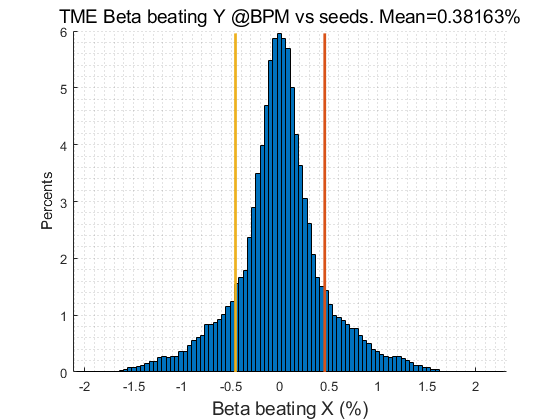 TME Beta beating Y @BPM vs seeds. Mean=0.38163%
6
5
4
3
2
1
0
Percents
-2 -1.5 -1 -0.5 0 0.5 1 1.5 2
Beta beating X (%)